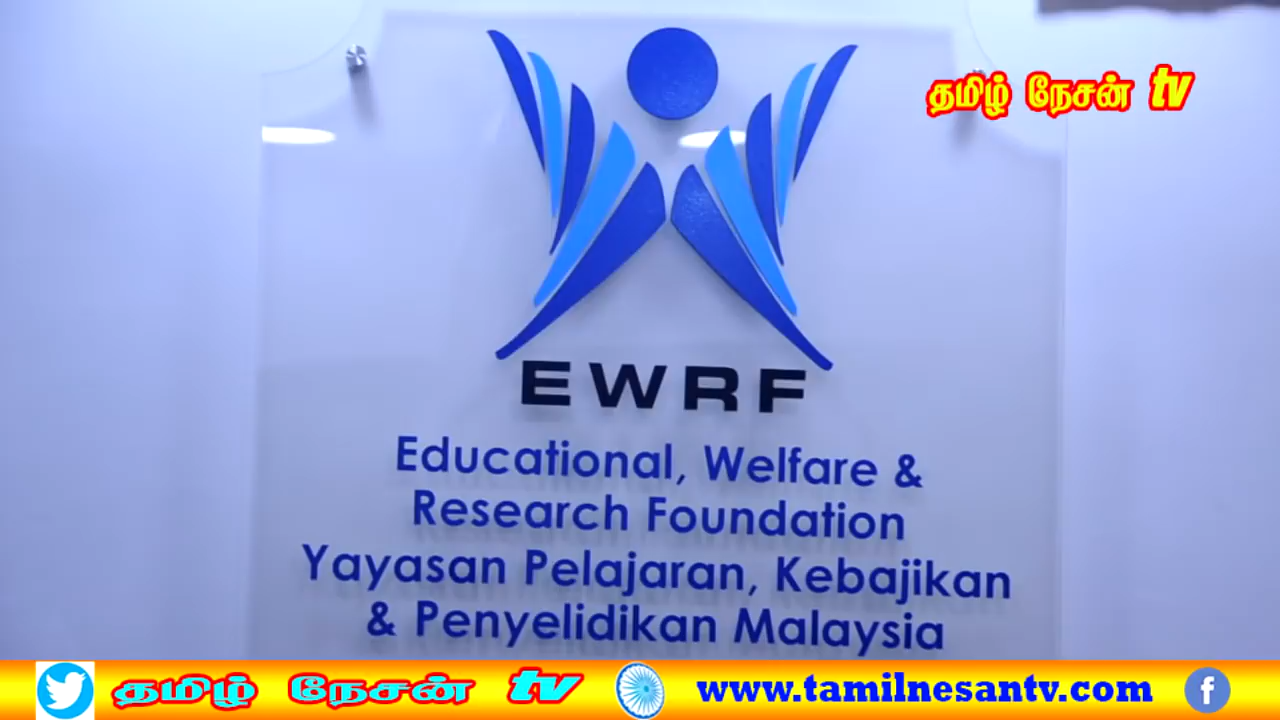 தமிழ் நேசன் tv
EWRF
Educational, Welfare &
Research Foundation
Yayasan Pelajaran, Kebajikan
& Penyelidikan Malaysia
தமிழ் நேசன் tv www.tamilnesantv.com f